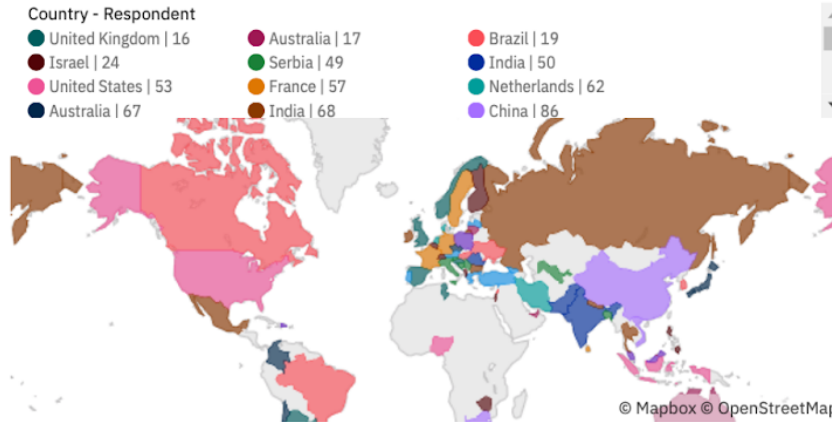 Country - Respondent
United Kingdom | 16
Australia | 17
Brazil | 19
Israel | 24
Serbia | 49
India | 50
United States | 53
France | 57
Netherlands | 62
Australia | 67
India | 68
China | 86
© Mapbox © OpenStreetMap